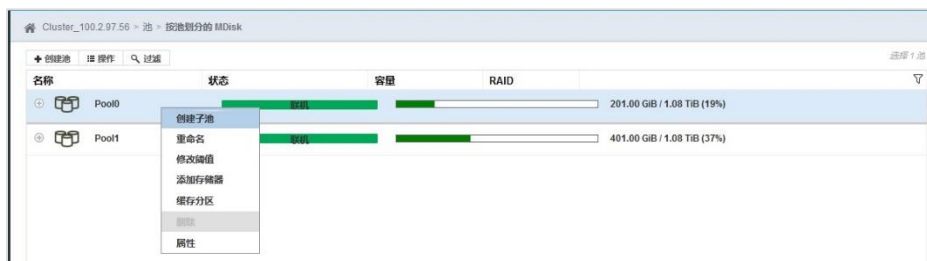 Cluster_100.2.97.56 > 池 > 按池划分的 MDisk
创建池 操作 过滤 选择 1 池
名称 状态 容量 RAID
Pool0 联机 201.00 GiB / 1.08 TiB (19%)
创建子池
Pool1 重命名 联机 401.00 GiB / 1.08 TiB (37%)
修改阈值
添加存储器
缓存分区
删除
属性